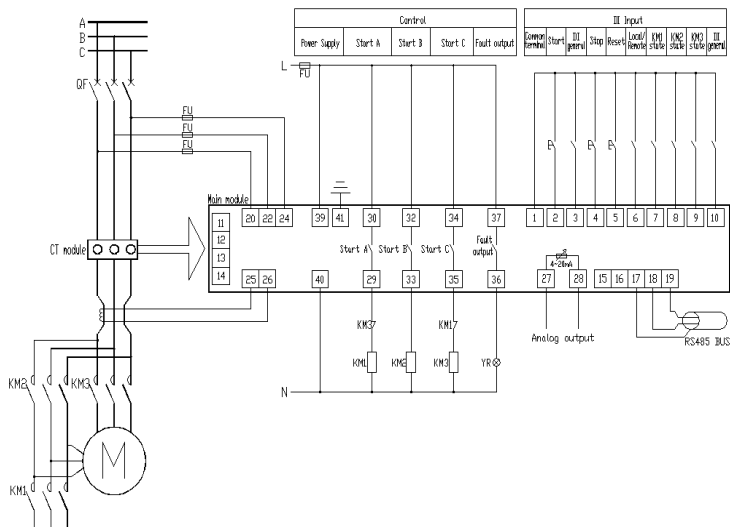 A
B
C
QF
FU
FU
FU
L
FU
Control
Power Supply
Start A
Start B
Start C
Fault output
DI Input
Common terminal
Start
DI general
Stop
Reset
Local/ Remote
KM1 state
KM2 state
KM3 state
DI general
Main module
11
12
13
14
20
22
24
39
41
30
32
34
37
1
2
3
4
5
6
7
8
9
10
Start A
Start B
Start C
Fault output
4-20mA
25
26
40
29
33
35
36
27
28
15
16
17
18
19
CT module
KM3
KM1
KM1
KM2
KM3
YR
N
Analog output
RS485 BUS
KM2
KM3
M
KM1